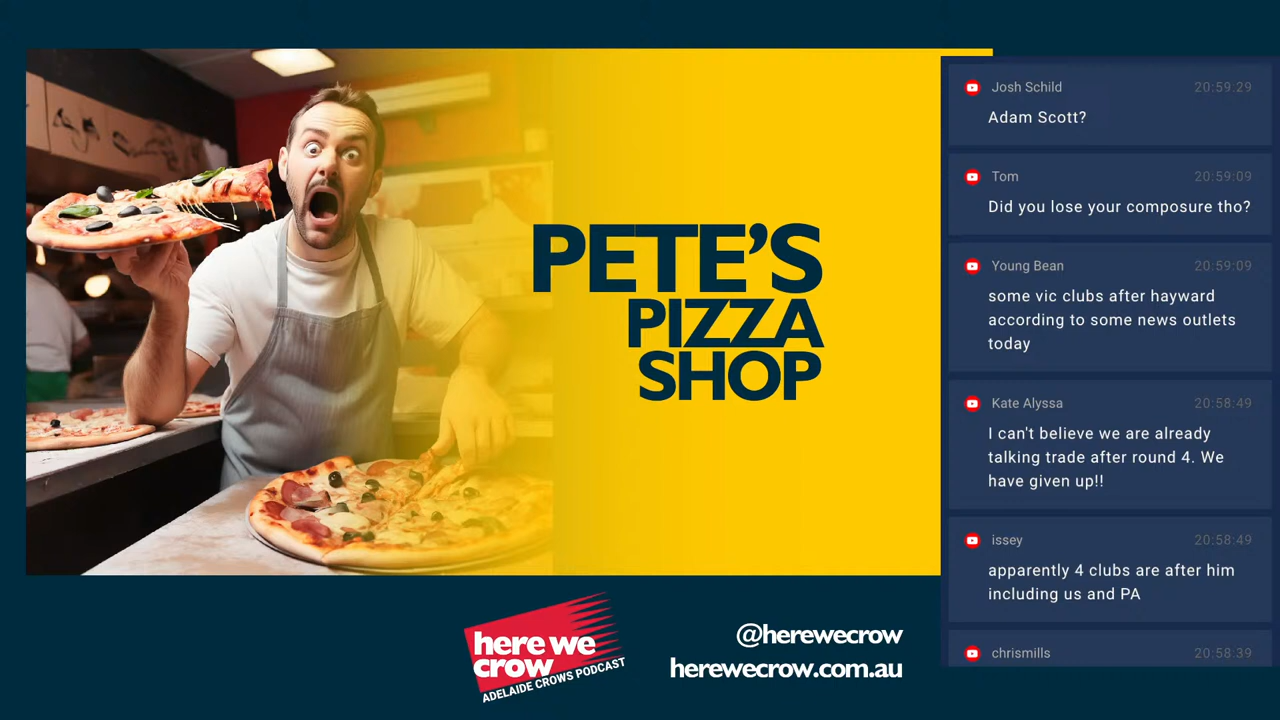 PETE'S
PIZZA
SHOP
here we
crow
ADELAIDE CROWS PODCAST
@herewecrow
herewecrow.com.au
Josh Schild 20:59:29
Adam Scott?
Tom 20:59:09
Did you lose your composure tho?
Young Bean 20:59:09
some vic clubs after hayward
according to some news outlets
today
Kate Alyssa 20:58:49
I can't believe we are already
talking trade after round 4. We
have given up!!
issey 20:58:49
apparently 4 clubs are after him
including us and PA
chrismills 20:58:39